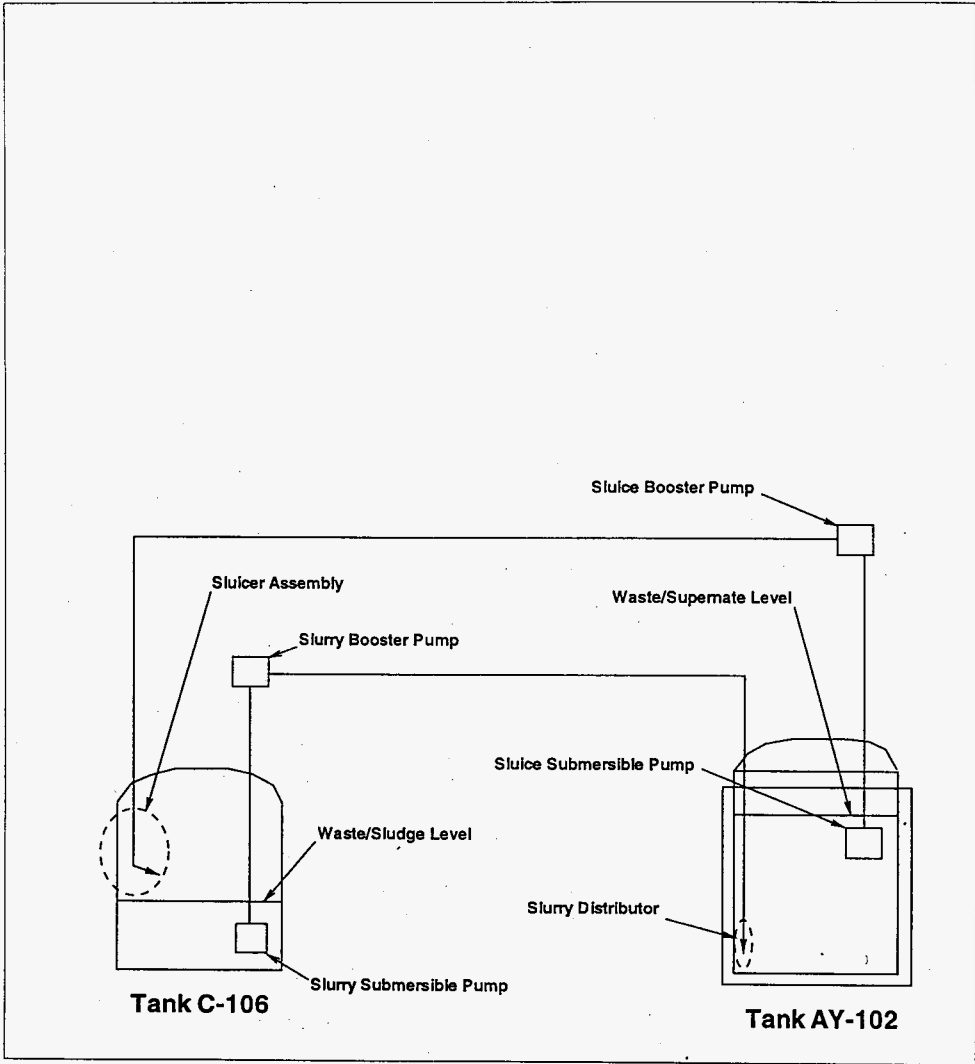 Sluice Booster Pump
Sluicer Assembly
Waste/Supernate Level
Slurry Booster Pump
Sluice Submersible Pump
Waste/Sludge Level
Slurry Distributor
Slurry Submersible Pump
Tank C-106
Tank AY-102